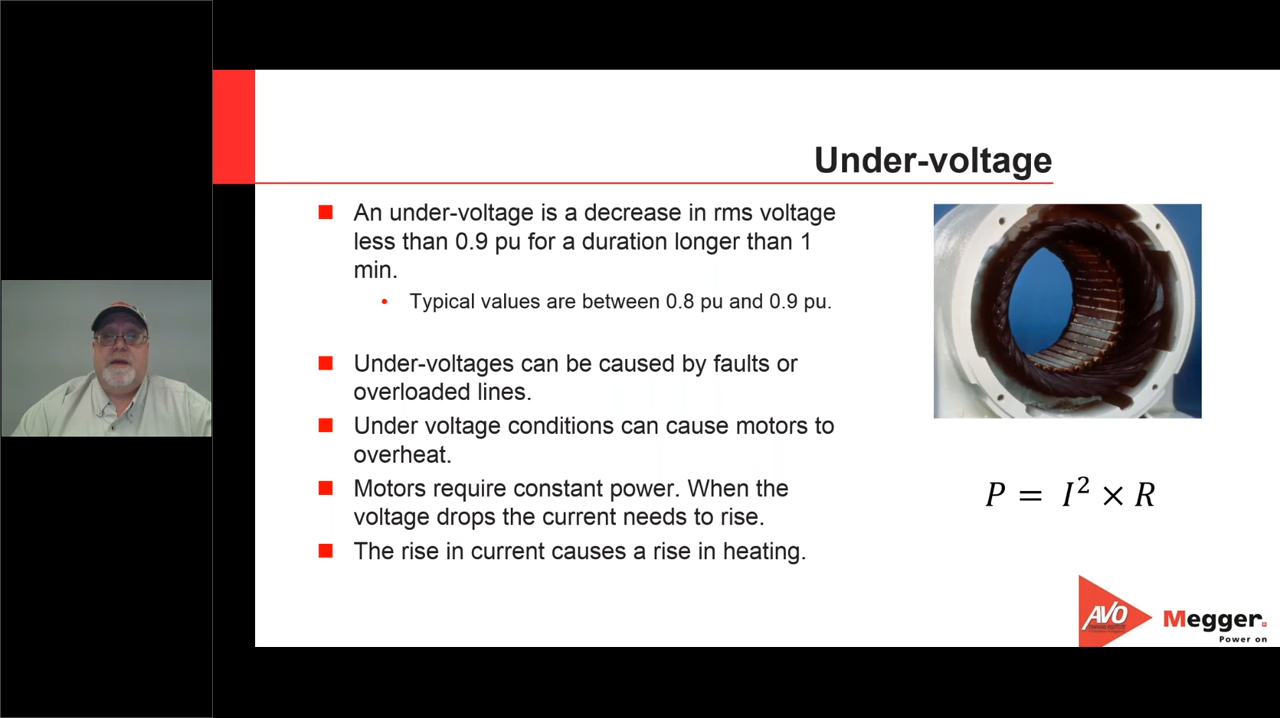 Under-voltage
An under-voltage is a decrease in rms voltage
less than 0.9 pu for a duration longer than 1
min.
Typical values are between 0.8 pu and 0.9 pu.
Under-voltages can be caused by faults or
overloaded lines.
Under voltage conditions can cause motors to
overheat.
Motors require constant power. When the
voltage drops the current needs to rise.
The rise in current causes a rise in heating.
P = I² × R
AVO
Megger.
Power on